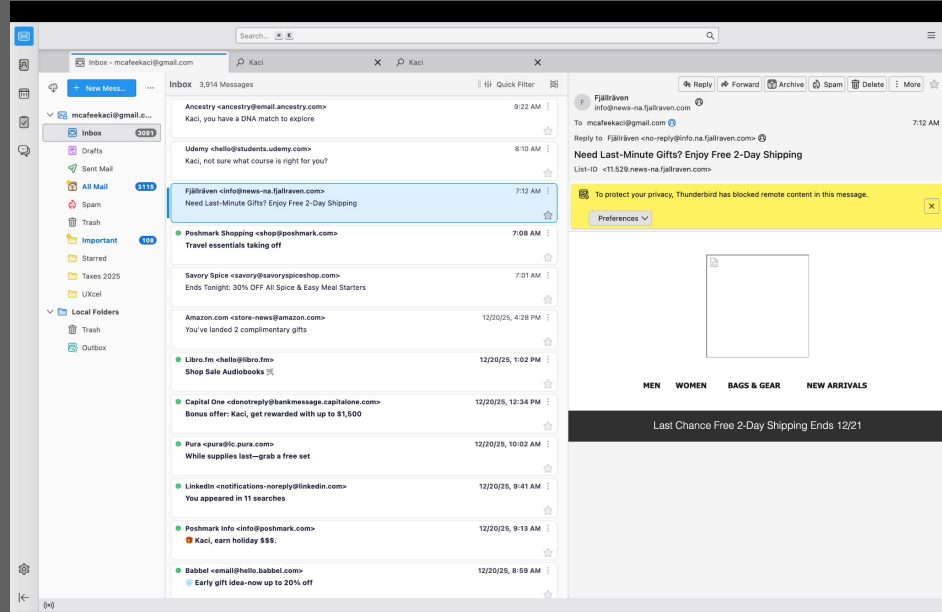 Search... ⌘ K
Inbox - mcafeekaci@gmail.com
Kaci
Kaci
+ New Mess...
mcafeekaci@gmail.c...
Inbox 3091
Drafts
Sent Mail
All Mail 3115
Spam
Trash
Important 108
Starred
Taxes 2025
UXcel
Local Folders
Trash
Outbox
Inbox 3,914 Messages
Quick Filter
Ancestry <ancestry@email.ancestry.com> 9:22 AM
Kaci, you have a DNA match to explore
Udemy <hello@students.udemy.com> 8:10 AM
Kaci, not sure what course is right for you?
Fjällräven <info@news-na.fjallraven.com> 7:12 AM
Need Last-Minute Gifts? Enjoy Free 2-Day Shipping
Poshmark Shopping <shop@poshmark.com> 7:08 AM
Travel essentials taking off
Savory Spice <savory@savoryspiceshop.com> 7:01 AM
Ends Tonight: 30% OFF All Spice & Easy Meal Starters
Amazon.com <store-news@amazon.com> 12/20/25, 4:28 PM
You've landed 2 complimentary gifts
Libro.fm <hello@libro.fm> 12/20/25, 1:02 PM
Shop Sale Audiobooks 🛒
Capital One <donotreply@bankmessage.capitalone.com> 12/20/25, 12:34 PM
Bonus offer: Kaci, get rewarded with up to $1,500
Pura <pura@lc.pura.com> 12/20/25, 10:02 AM
While supplies last—grab a free set
LinkedIn <notifications-noreply@linkedin.com> 12/20/25, 9:41 AM
You appeared in 11 searches
Poshmark Info <info@poshmark.com> 12/20/25, 9:13 AM
🎁 Kaci, earn holiday $$$.
Babbel <email@hello.babbel.com> 12/20/25, 8:59 AM
Early gift idea-now up to 20% off
Reply Forward Archive Spam Delete More
F
Fjällräven
info@news-na.fjallraven.com
To mcafeekaci@gmail.com 7:12 AM
Reply to Fjällräven <no-reply@info.na.fjallraven.com>
Need Last-Minute Gifts? Enjoy Free 2-Day Shipping
List-ID <11.529.news-na.fjallraven.com>
To protect your privacy, Thunderbird has blocked remote content in this message.
Preferences
MEN WOMEN BAGS & GEAR NEW ARRIVALS
Last Chance Free 2-Day Shipping Ends 12/21